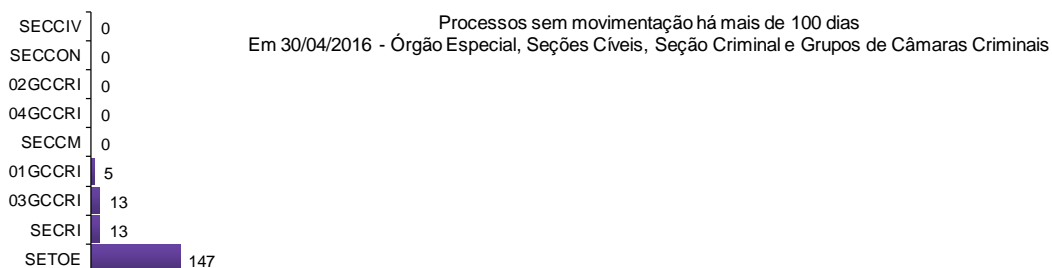 Processos sem movimentação há mais de 100 dias
Em 30/04/2016 - Órgão Especial, Seções Cíveis, Seção Criminal e Grupos de Câmaras Criminais
SECCIV 0
SECCON 0
02GCCRI 0
04GCCRI 0
SECCM 0
01GCCRI 5
03GCCRI 13
SECRI 13
SETOE 147